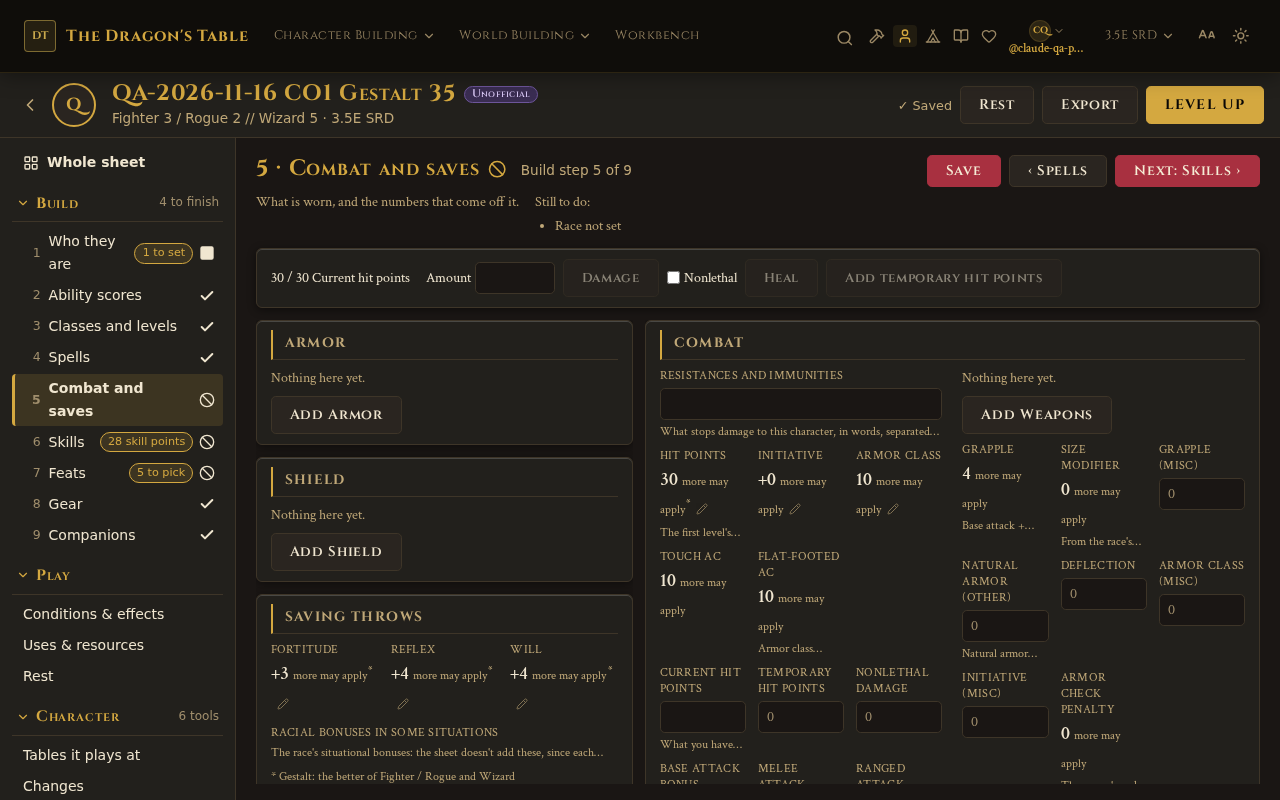 DT The Dragon's Table Character Building World Building Workbench CQ @claude-qa-p... 3.5E SRD AA
Q QA-2026-11-16 CO1 Gestalt 35 Unofficial
Fighter 3 / Rogue 2 // Wizard 5 · 3.5E SRD
✓ Saved Rest Export LEVEL UP
Whole sheet
Build 4 to finish
1 Who they are 1 to set
2 Ability scores
3 Classes and levels
4 Spells
5 Combat and saves
6 Skills 28 skill points
7 Feats 5 to pick
8 Gear
9 Companions
Play
Conditions & effects
Uses & resources
Rest
Character 6 tools
Tables it plays at
Changes
5 · Combat and saves Build step 5 of 9
Save ‹ Spells Next: Skills ›
What is worn, and the numbers that come off it. Still to do:
• Race not set
30 / 30 Current hit points Amount Damage Nonlethal Heal Add temporary hit points
ARMOR
Nothing here yet.
Add Armor
SHIELD
Nothing here yet.
Add Shield
SAVING THROWS
FORTITUDE REFLEX WILL
+3 more may apply* +4 more may apply* +4 more may apply*
RACIAL BONUSES IN SOME SITUATIONS
The race's situational bonuses: the sheet doesn't add these, since each...
* Gestalt: the better of Fighter / Rogue and Wizard
COMBAT
RESISTANCES AND IMMUNITIES
What stops damage to this character, in words, separated...
HIT POINTS INITIATIVE ARMOR CLASS
30 more may apply* +0 more may apply 10 more may apply
The first level's...
TOUCH AC FLAT-FOOTED AC
10 more may apply 10 more may apply
Armor class...
CURRENT HIT POINTS TEMPORARY HIT POINTS NONLETHAL DAMAGE
0 0
What you have...
BASE ATTACK BONUS MELEE ATTACK RANGED ATTACK
Nothing here yet.
Add Weapons
GRAPPLE SIZE MODIFIER GRAPPLE (MISC)
4 more may apply 0 more may apply 0
Base attack +... From the race's...
NATURAL ARMOR (OTHER) DEFLECTION ARMOR CLASS (MISC)
0 0 0
Natural armor...
INITIATIVE (MISC) ARMOR CHECK PENALTY
0 0 more may apply